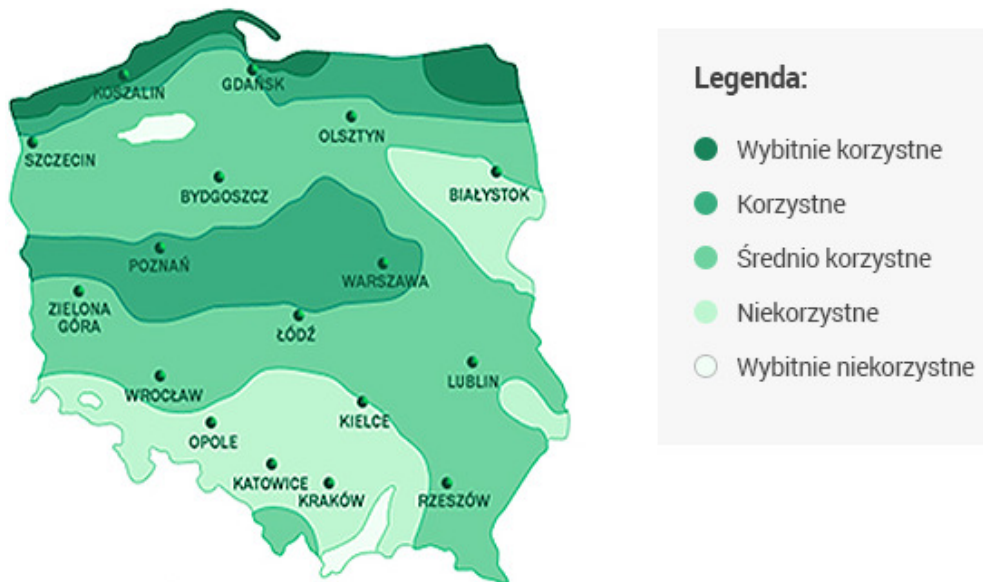 KOSZALIN
GDAŃSK
OLSZTYN
SZCZECIN
BYDGOSZCZ
BIAŁYSTOK
POZNAŃ
WARSZAWA
ZIELONA
GÓRA
ŁÓDŹ
WROCŁAW
LUBLIN
OPOLE
KIELCE
KATOWICE
KRAKÓW
RZESZÓW
Legenda:
Wybitnie korzystne
Korzystne
Średnio korzystne
Niekorzystne
Wybitnie niekorzystne